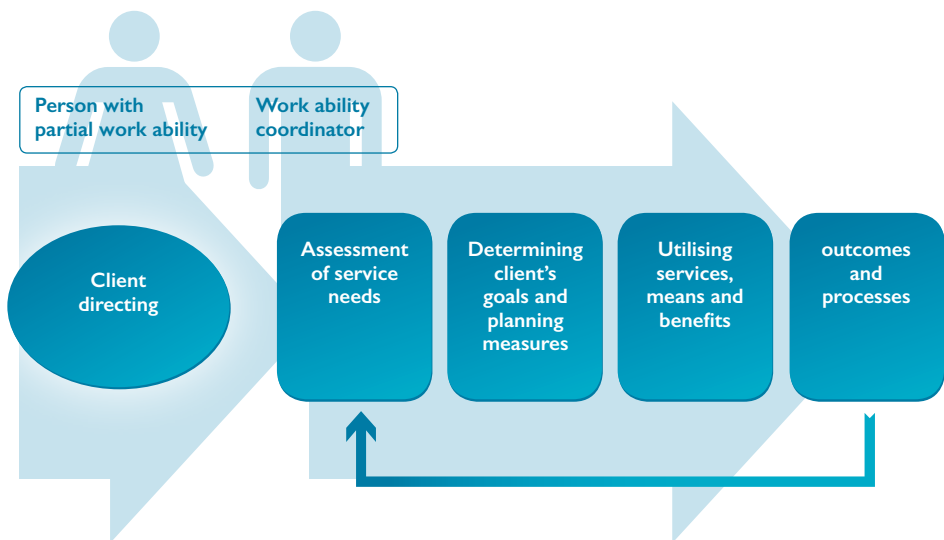 Person with
partial work ability
Work ability
coordinator
Client
directing
Assessment
of service
needs
Determining
client's
goals and
planning
measures
Utilising
services,
means and
benefits
outcomes
and
processes